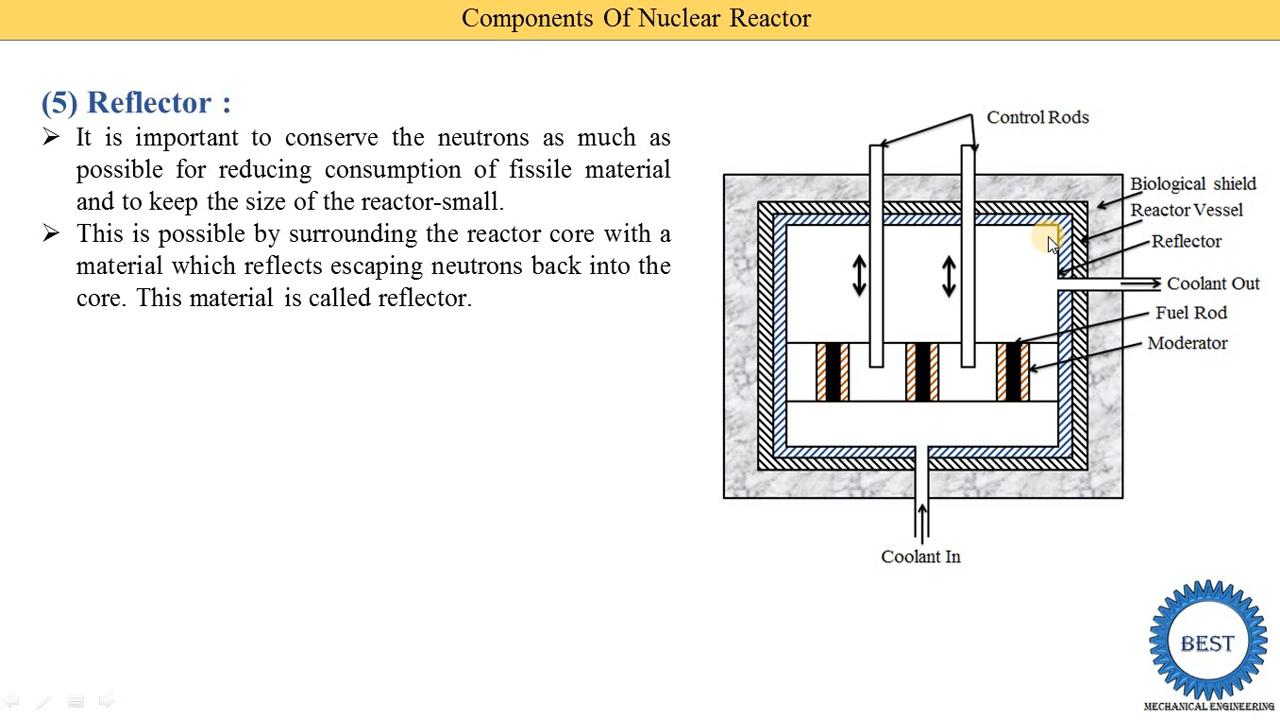 Components Of Nuclear Reactor
(5) Reflector :
➢ It is important to conserve the neutrons as much as
possible for reducing consumption of fissile material
and to keep the size of the reactor-small.
➢ This is possible by surrounding the reactor core with a
material which reflects escaping neutrons back into the
core. This material is called reflector.
Control Rods
Biological shield
Reactor Vessel
Reflector
Coolant Out
Fuel Rod
Moderator
Coolant In
BEST
MECHANICAL ENGINEERING